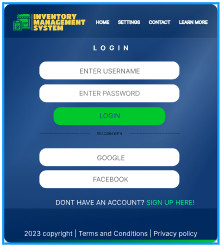 INVENTORY
MANAGEMENT
SYSTEM
HOME SETTINGS CONTACT LEARN MORE
LOGIN
ENTER USERNAME
ENTER PASSWORD
LOGIN
GOOGLE
FACEBOOK
DONT HAVE AN ACCOUNT? SIGN UP HERE!
2023 copyright | Terms and Conditions | Privacy policy